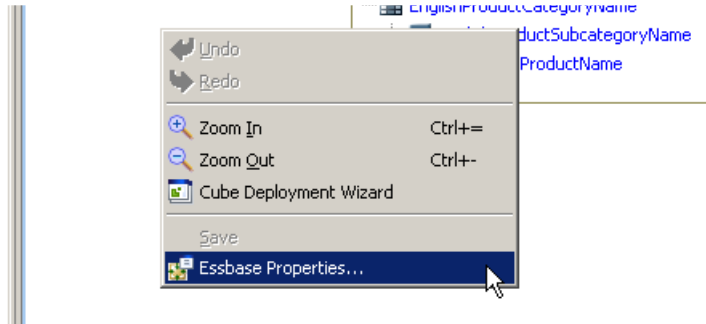 EnglishProductCategoryName
ductSubcategoryName
ProductName
Undo
Redo
Zoom In Ctrl+=
Zoom Out Ctrl+-
Cube Deployment Wizard
Save
Essbase Properties...